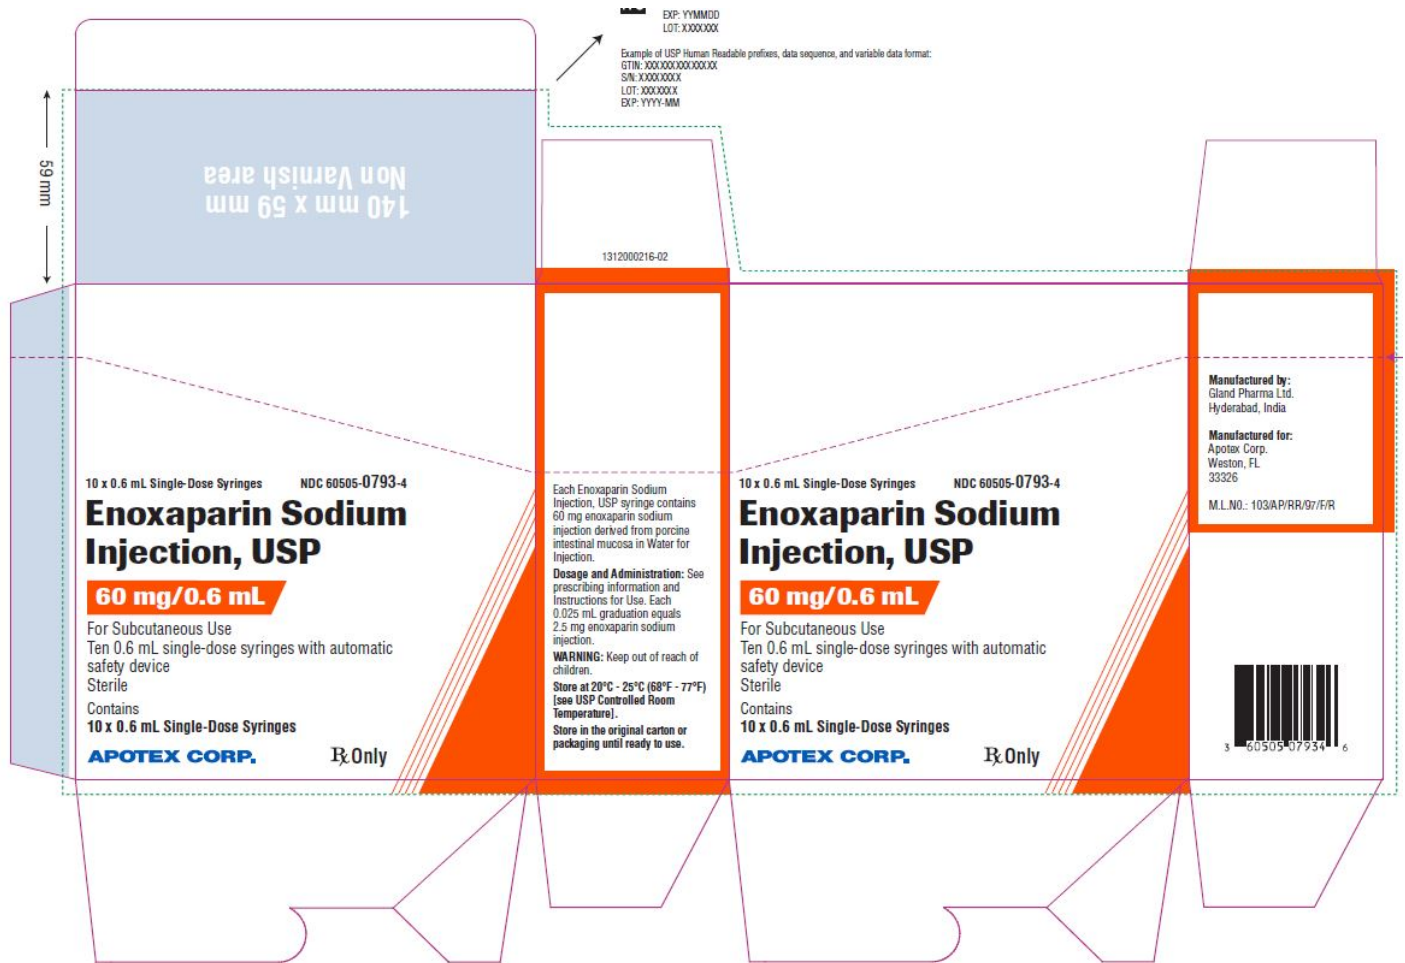 EXP: YYMMDD
LOT: XXXXXXX
Example of USP Human Readable prefixes, data sequence, and variable data format:
GTIN: XXXXXXXXXXXXXX
S/N: XXXXXXXX
LOT: XXXXXXX
EXP: YYYY-MM
59 mm
140 mm x 59 mm
Non Varnish area
1312000216-02
10 x 0.6 mL Single-Dose Syringes NDC 60505-0793-4
Enoxaparin Sodium
Injection, USP
60 mg/0.6 mL
For Subcutaneous Use
Ten 0.6 mL single-dose syringes with automatic
safety device
Sterile
Contains
10 x 0.6 mL Single-Dose Syringes
APOTEX CORP. Rx Only
Each Enoxaparin Sodium
Injection, USP syringe contains
60 mg enoxaparin sodium
injection derived from porcine
intestinal mucosa in Water for
Injection.
Dosage and Administration: See
prescribing information and
Instructions for Use. Each
0.025 mL graduation equals
2.5 mg enoxaparin sodium
injection.
WARNING: Keep out of reach of
children.
Store at 20°C - 25°C (68°F - 77°F)
[see USP Controlled Room
Temperature].
Store in the original carton or
packaging until ready to use.
10 x 0.6 mL Single-Dose Syringes NDC 60505-0793-4
Enoxaparin Sodium
Injection, USP
60 mg/0.6 mL
For Subcutaneous Use
Ten 0.6 mL single-dose syringes with automatic
safety device
Sterile
Contains
10 x 0.6 mL Single-Dose Syringes
APOTEX CORP. Rx Only
Manufactured by:
Gland Pharma Ltd.
Hyderabad, India
Manufactured for:
Apotex Corp.
Weston, FL
33326
M.L.N0.: 103/AP/RR/97/F/R
3 60505 07934 6